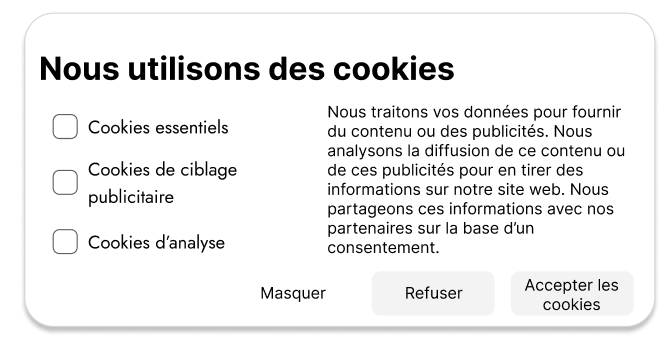 Nous utilisons des cookies
Cookies essentiels
Cookies de ciblage
publicitaire
Cookies d’analyse
Nous traitons vos données pour fournir
du contenu ou des publicités. Nous
analysons la diffusion de ce contenu ou
de ces publicités pour en tirer des
informations sur notre site web. Nous
partageons ces informations avec nos
partenaires sur la base d’un
consentement.
Masquer
Refuser
Accepter les
cookies